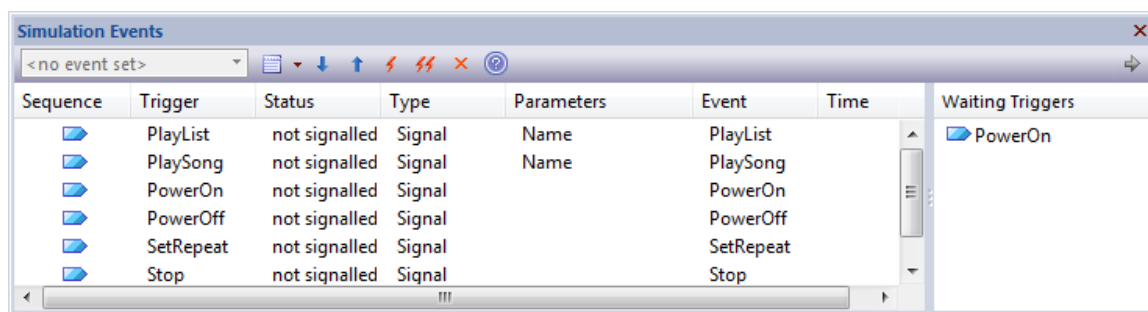 Simulation Events
<no event set>
Sequence Trigger Status Type Parameters Event Time Waiting Triggers
PlayList not signalled Signal Name PlayList PowerOn
PlaySong not signalled Signal Name PlaySong
PowerOn not signalled Signal PowerOn
PowerOff not signalled Signal PowerOff
SetRepeat not signalled Signal SetRepeat
Stop not signalled Signal Stop